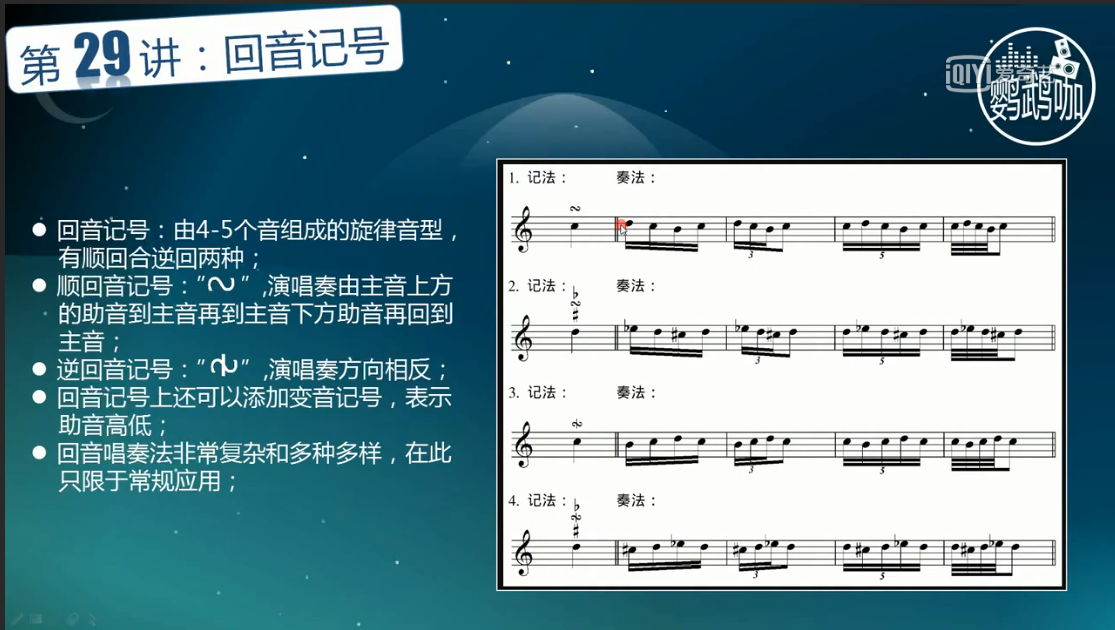 第 29 讲：回音记号
iQIYI 爱奇艺
鹦鹉咖
回音记号：由4-5个音组成的旋律音型，
有顺回合逆回两种；
顺回音记号：”~”,演唱奏由主音上方
的助音到主音再到主音下方助音再回到
主音；
逆回音记号：”~”,演唱奏方向相反；
回音记号上还可以添加变音记号，表示
助音高低；
回音唱奏法非常复杂和多种多样，在此
只限于常规应用；
1. 记法： 奏法：
3 5
2. 记法： 奏法：
3 5
3. 记法： 奏法：
3 5
4. 记法： 奏法：
3 5